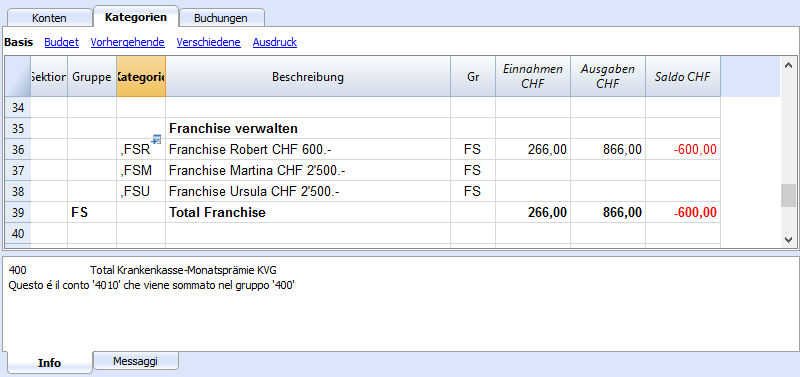 Konten Kategorien Buchungen
Basis Budget Vorhergehende Verschiedene Ausdruck
Sektion Gruppe Kategorie Beschreibung Gr Einnahmen CHF Ausgaben CHF Saldo CHF
34
35 Franchise verwalten
36 ,FSR Franchise Robert CHF 600.- FS 266,00 866,00 -600,00
37 ,FSM Franchise Martina CHF 2'500.- FS
38 ,FSU Franchise Ursula CHF 2'500.- FS
39 FS Total Franchise 266,00 866,00 -600,00
40
400 Total Krankenkasse-Monatsprämie KVG
Questo é il conto '4010' che viene sommato nel gruppo '400'
Info Messaggi